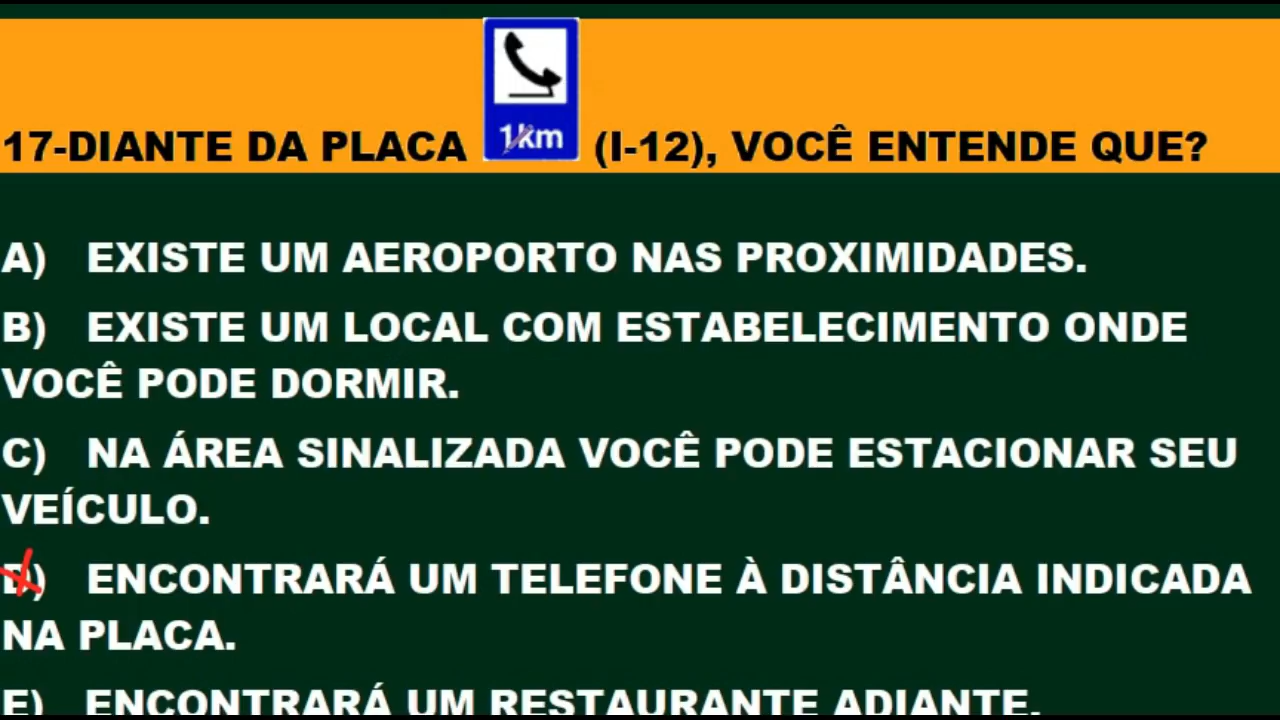 1km
17-DIANTE DA PLACA (I-12), VOCÊ ENTENDE QUE?
A) EXISTE UM AEROPORTO NAS PROXIMIDADES.
B) EXISTE UM LOCAL COM ESTABELECIMENTO ONDE
VOCÊ PODE DORMIR.
C) NA ÁREA SINALIZADA VOCÊ PODE ESTACIONAR SEU
VEÍCULO.
D) ENCONTRARÁ UM TELEFONE À DISTÂNCIA INDICADA
NA PLACA.
E) ENCONTRARÁ UM RESTAURANTE ADIANTE.